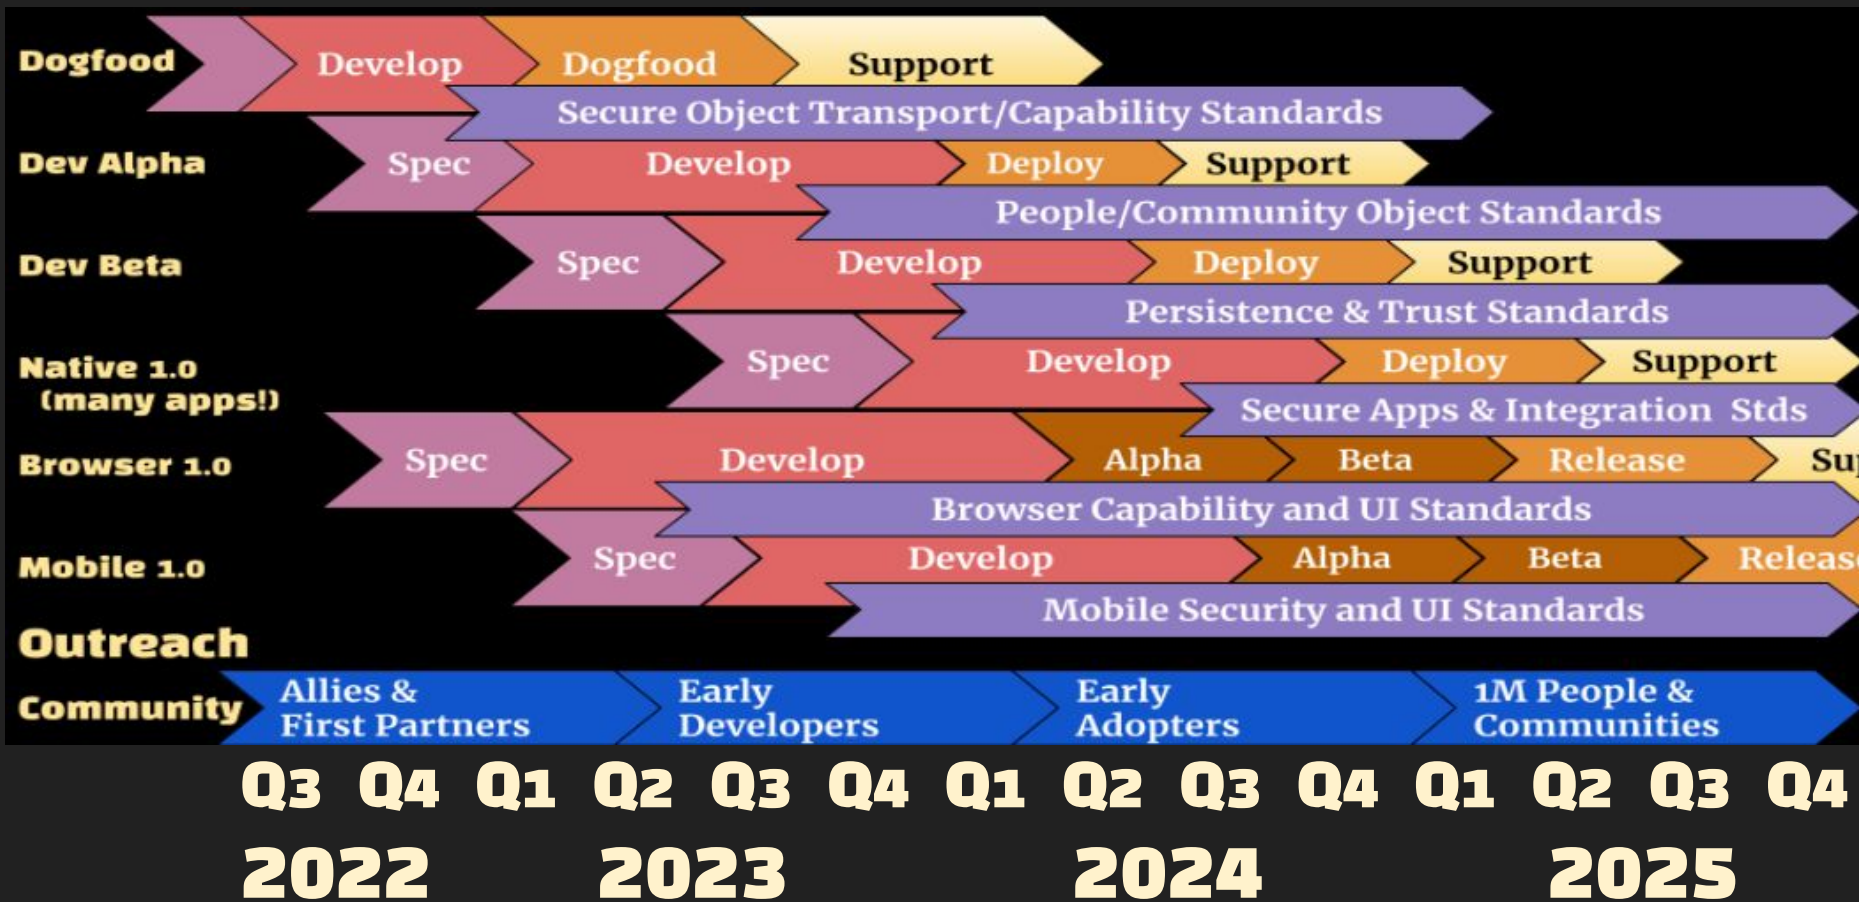 Dogfood Develop Dogfood Support
Secure Object Transport/Capability Standards
Dev Alpha Spec Develop Deploy Support
People/Community Object Standards
Dev Beta Spec Develop Deploy Support
Persistence & Trust Standards
Native 1.0 Spec Develop Deploy Support
(many apps!)
Secure Apps & Integration Stds
Browser 1.0 Spec Develop Alpha Beta Release
Browser Capability and UI Standards
Mobile 1.0 Spec Develop Alpha Beta Release
Mobile Security and UI Standards
Outreach
Community
Allies &
First Partners
Early
Developers
Early
Adopters
1M People &
Communities
Q3 Q4 Q1 Q2 Q3 Q4 Q1 Q2 Q3 Q4 Q1 Q2 Q3 Q4
2022 2023 2024 2025